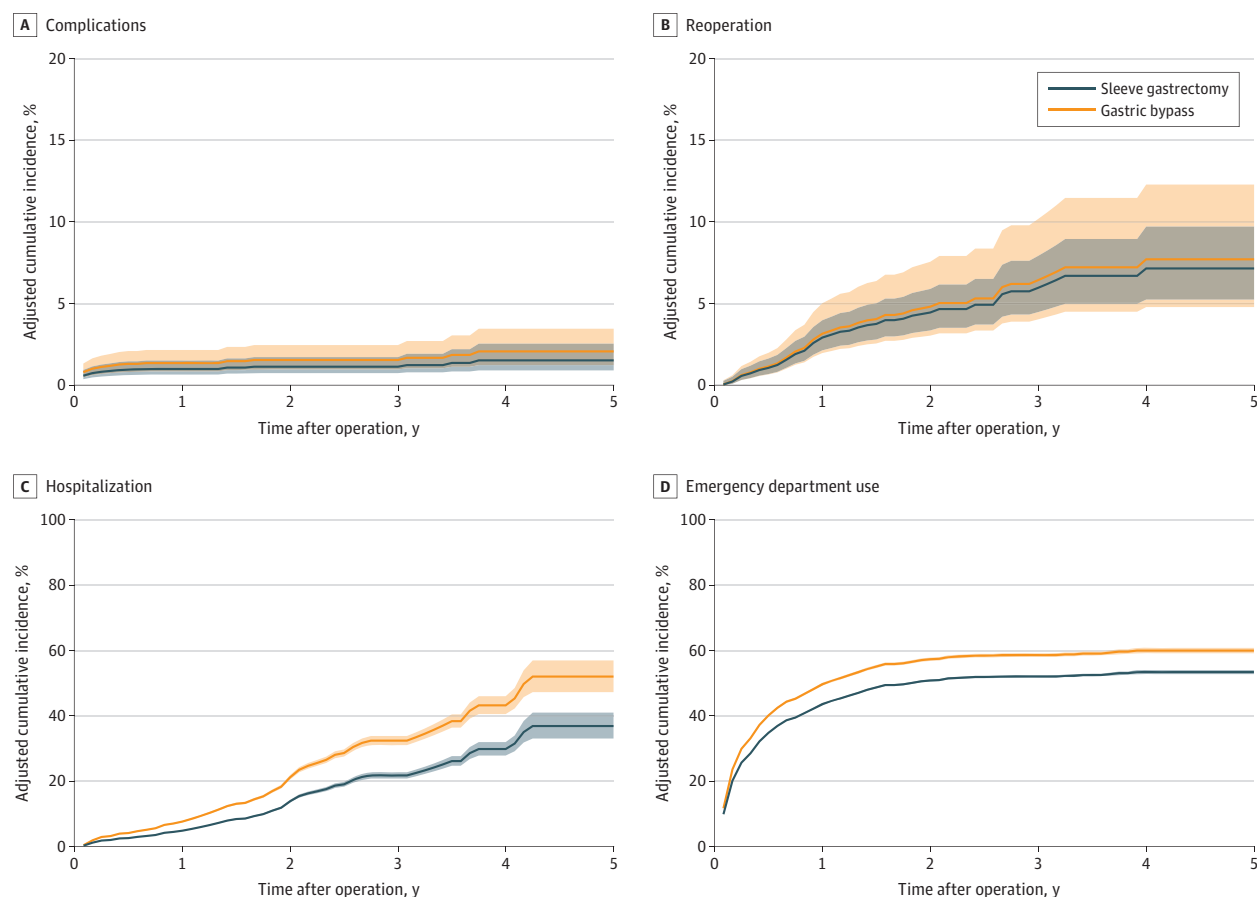 A Complications
20
15
10
5
0
Adjusted cumulative incidence, %
0 1 2 3 4 5
Time after operation, y
B Reoperation
20
15
10
5
0
Adjusted cumulative incidence, %
Sleeve gastrectomy
Gastric bypass
0 1 2 3 4 5
Time after operation, y
C Hospitalization
100
80
60
40
20
0
Adjusted cumulative incidence, %
0 1 2 3 4 5
Time after operation, y
D Emergency department use
100
80
60
40
20
0
Adjusted cumulative incidence, %
0 1 2 3 4 5
Time after operation, y